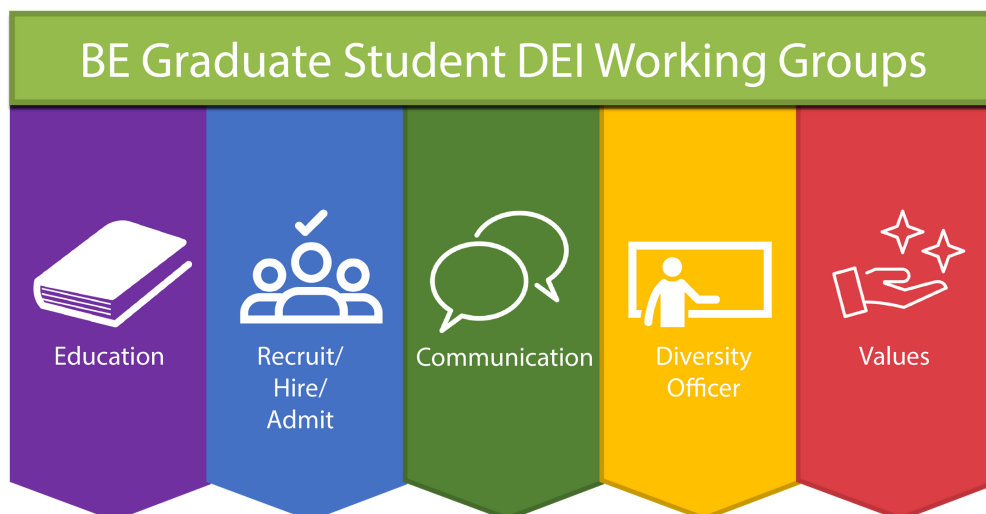 BE Graduate Student DEI Working Groups
Education
Recruit/
Hire/
Admit
Communication
Diversity
Officer
Values